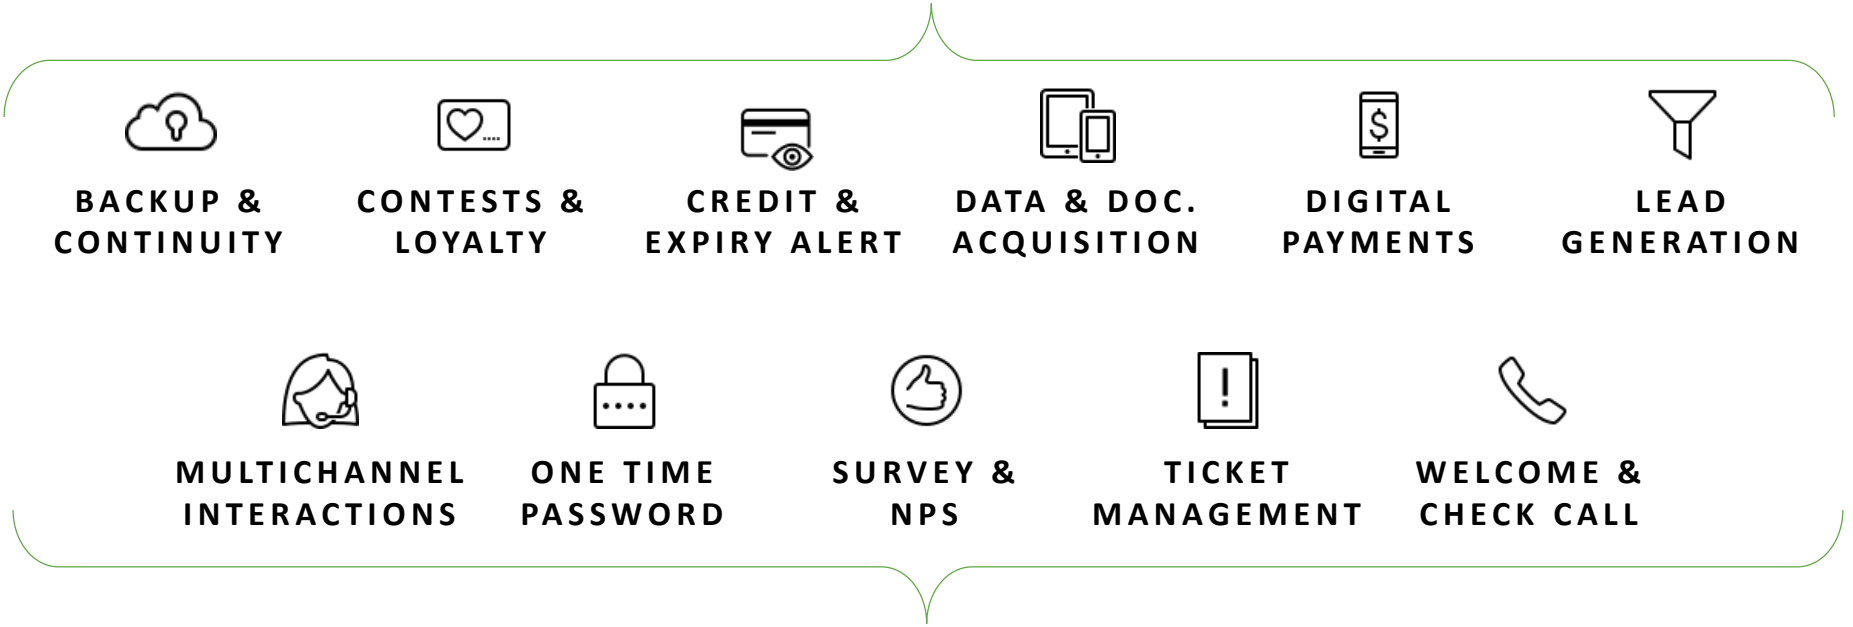 BACKUP &
CONTINUITY
CONTESTS &
LOYALTY
CREDIT &
EXPIRY ALERT
DATA & DOC.
ACQUISITION
DIGITAL
PAYMENTS
LEAD
GENERATION
MULTICHANNEL
INTERACTIONS
ONE TIME
PASSWORD
SURVEY &
NPS
TICKET
MANAGEMENT
WELCOME &
CHECK CALL